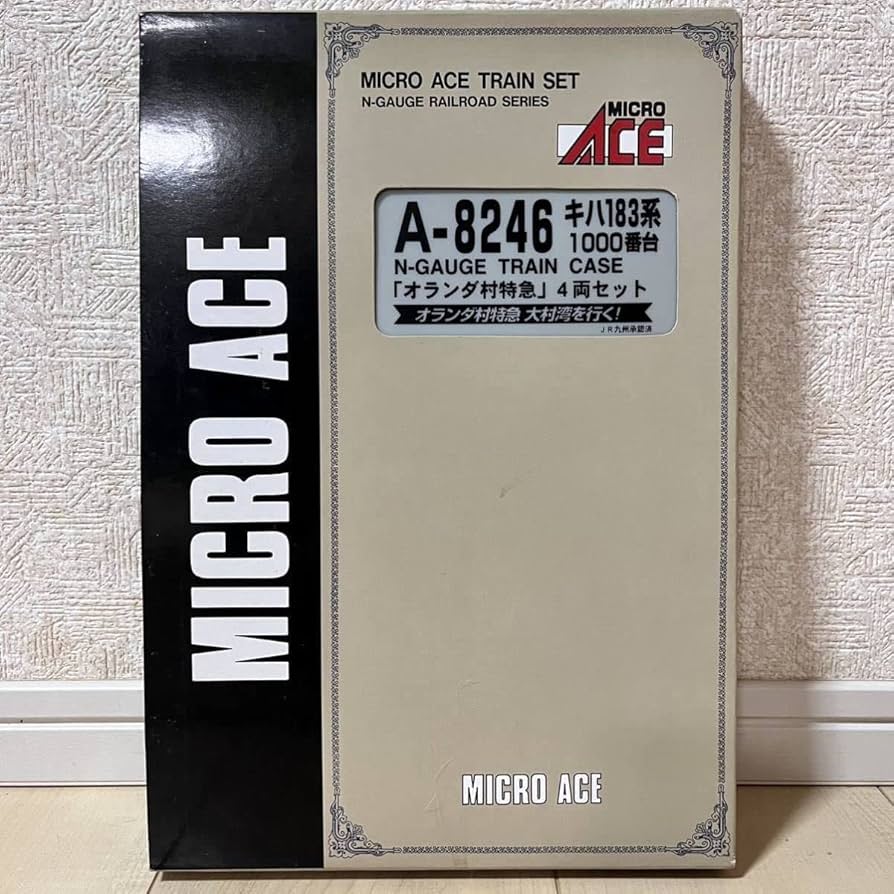 MICRO ACE
MICRO ACE TRAIN SET
N-GAUGE RAILROAD SERIES
MICRO
ACE
A-8246 キハ183系
1000番台
N-GAUGE TRAIN CASE
「オランダ村特急」4両セット
オランダ村特急 大村湾を行く!
JR九州承認済
MICRO ACE